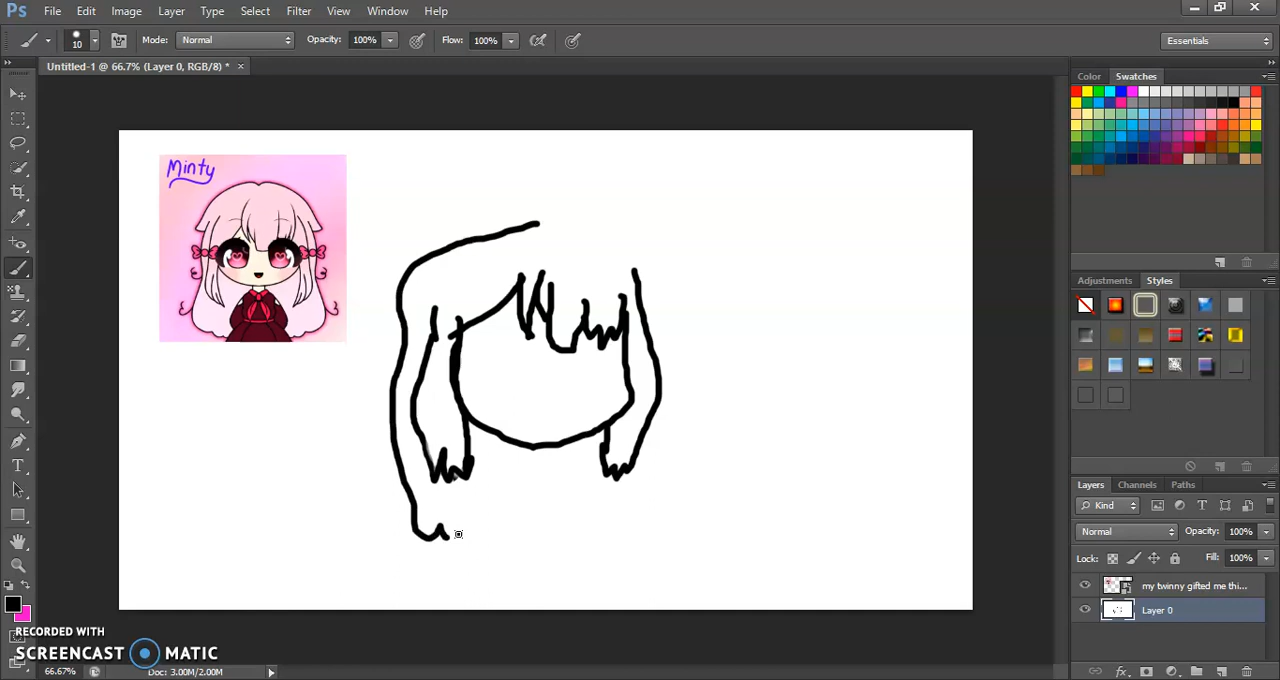 Ps File Edit Image Layer Type Select Filter View Window Help
10 Mode: Normal Opacity: 100% Flow: 100% Essentials
Untitled-1 @ 66.7% (Layer 0, RGB/8) * ×
Color Swatches
Minty
Adjustments Styles
Layers Channels Paths
Kind
Normal Opacity: 100%
Lock: Fill: 100%
my twinny gifted me thi...
Layer 0
RECORDED WITH
SCREENCAST MATIC
66.67% Doc: 3.00M/2.00M